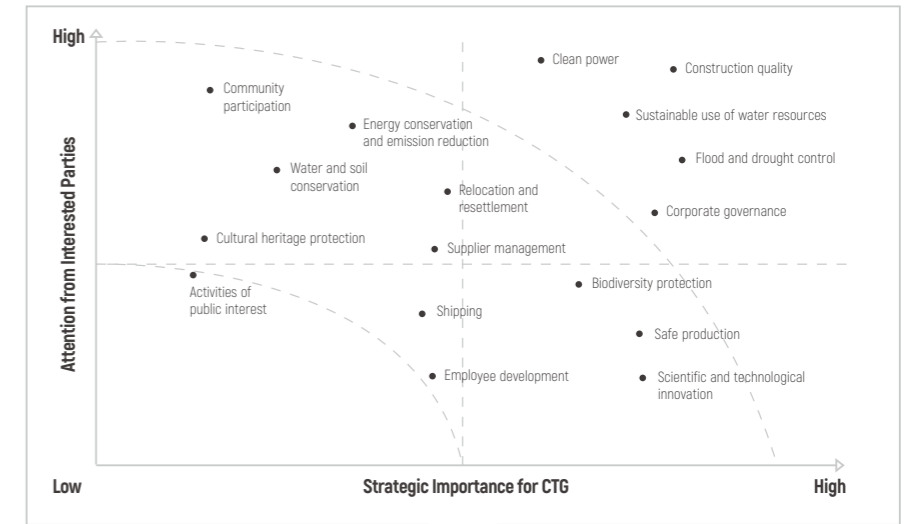 High
Clean power
Construction quality
Community
participation
Sustainable use of water resources
Energy conservation
and emission reduction
Flood and drought control
Water and soil
conservation
Relocation and
resettlement
Corporate governance
Cultural heritage protection
Supplier management
Attention from Interested Parties
Biodiversity protection
Activities of
public interest
Shipping
Safe production
Employee development
Scientific and technological
innovation
Low
Strategic Importance for CTG
High